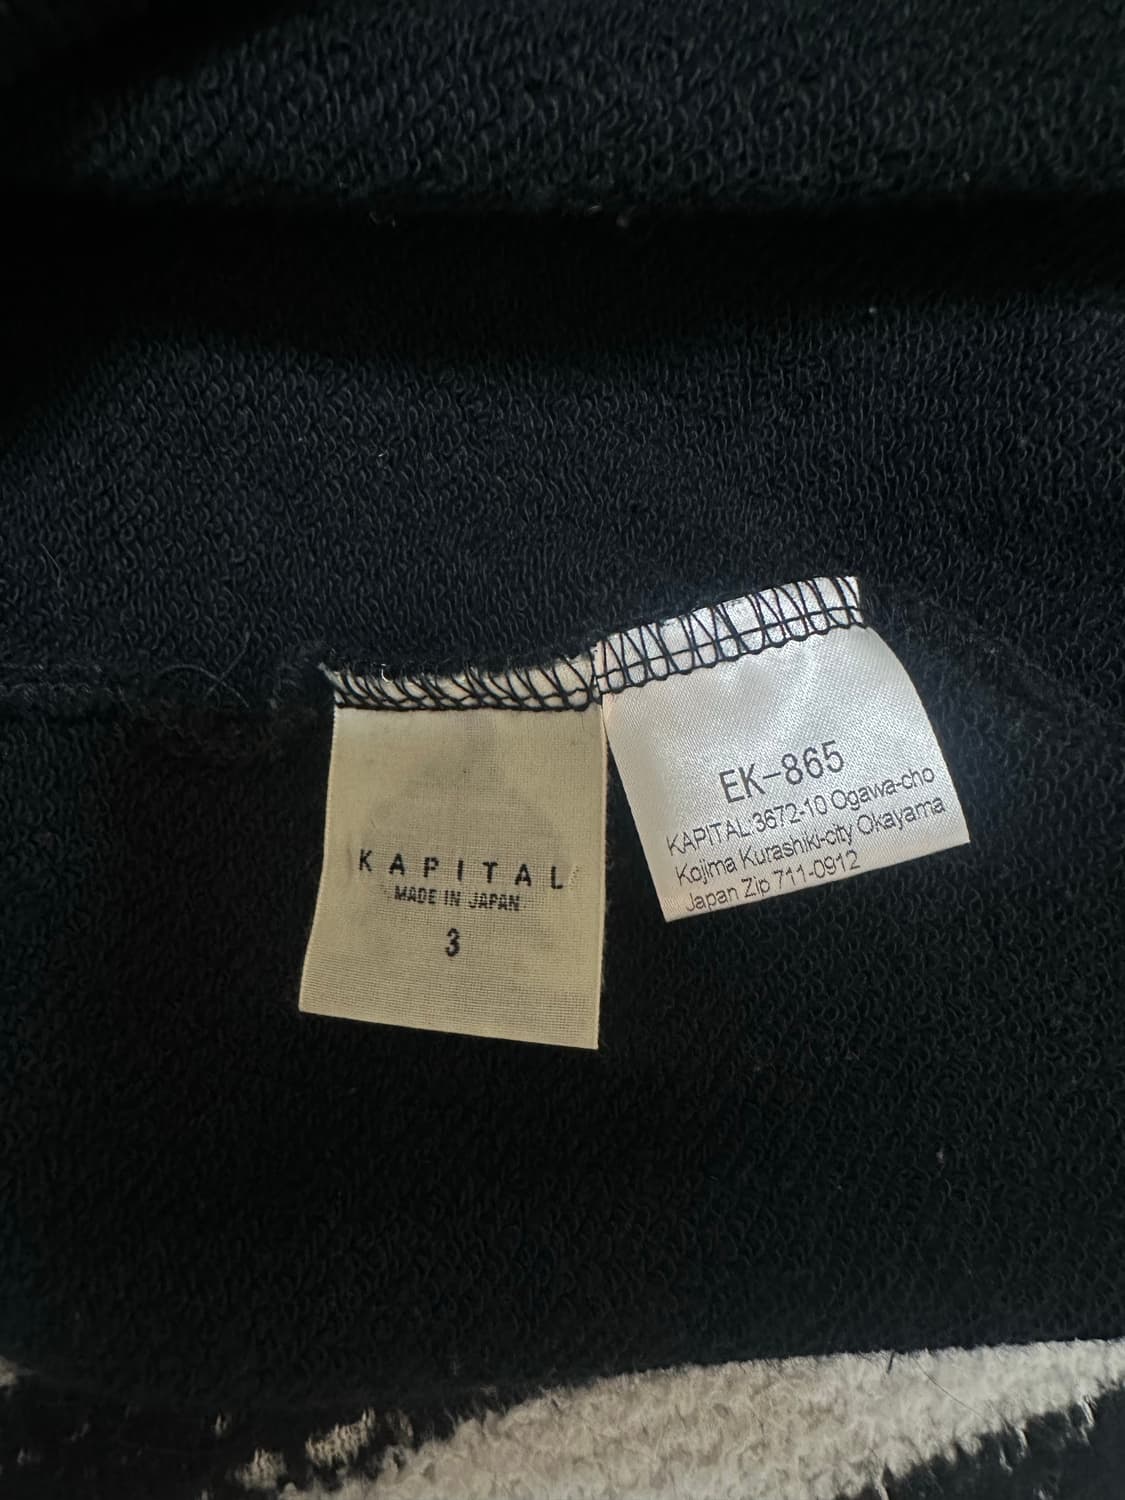 KAPITAL
MADE IN JAPAN
3
EK-865
KAPITAL 3672-10 Ogawa-cho
Kojima Kurashiki-city Okayama
Japan Zip 711-0912